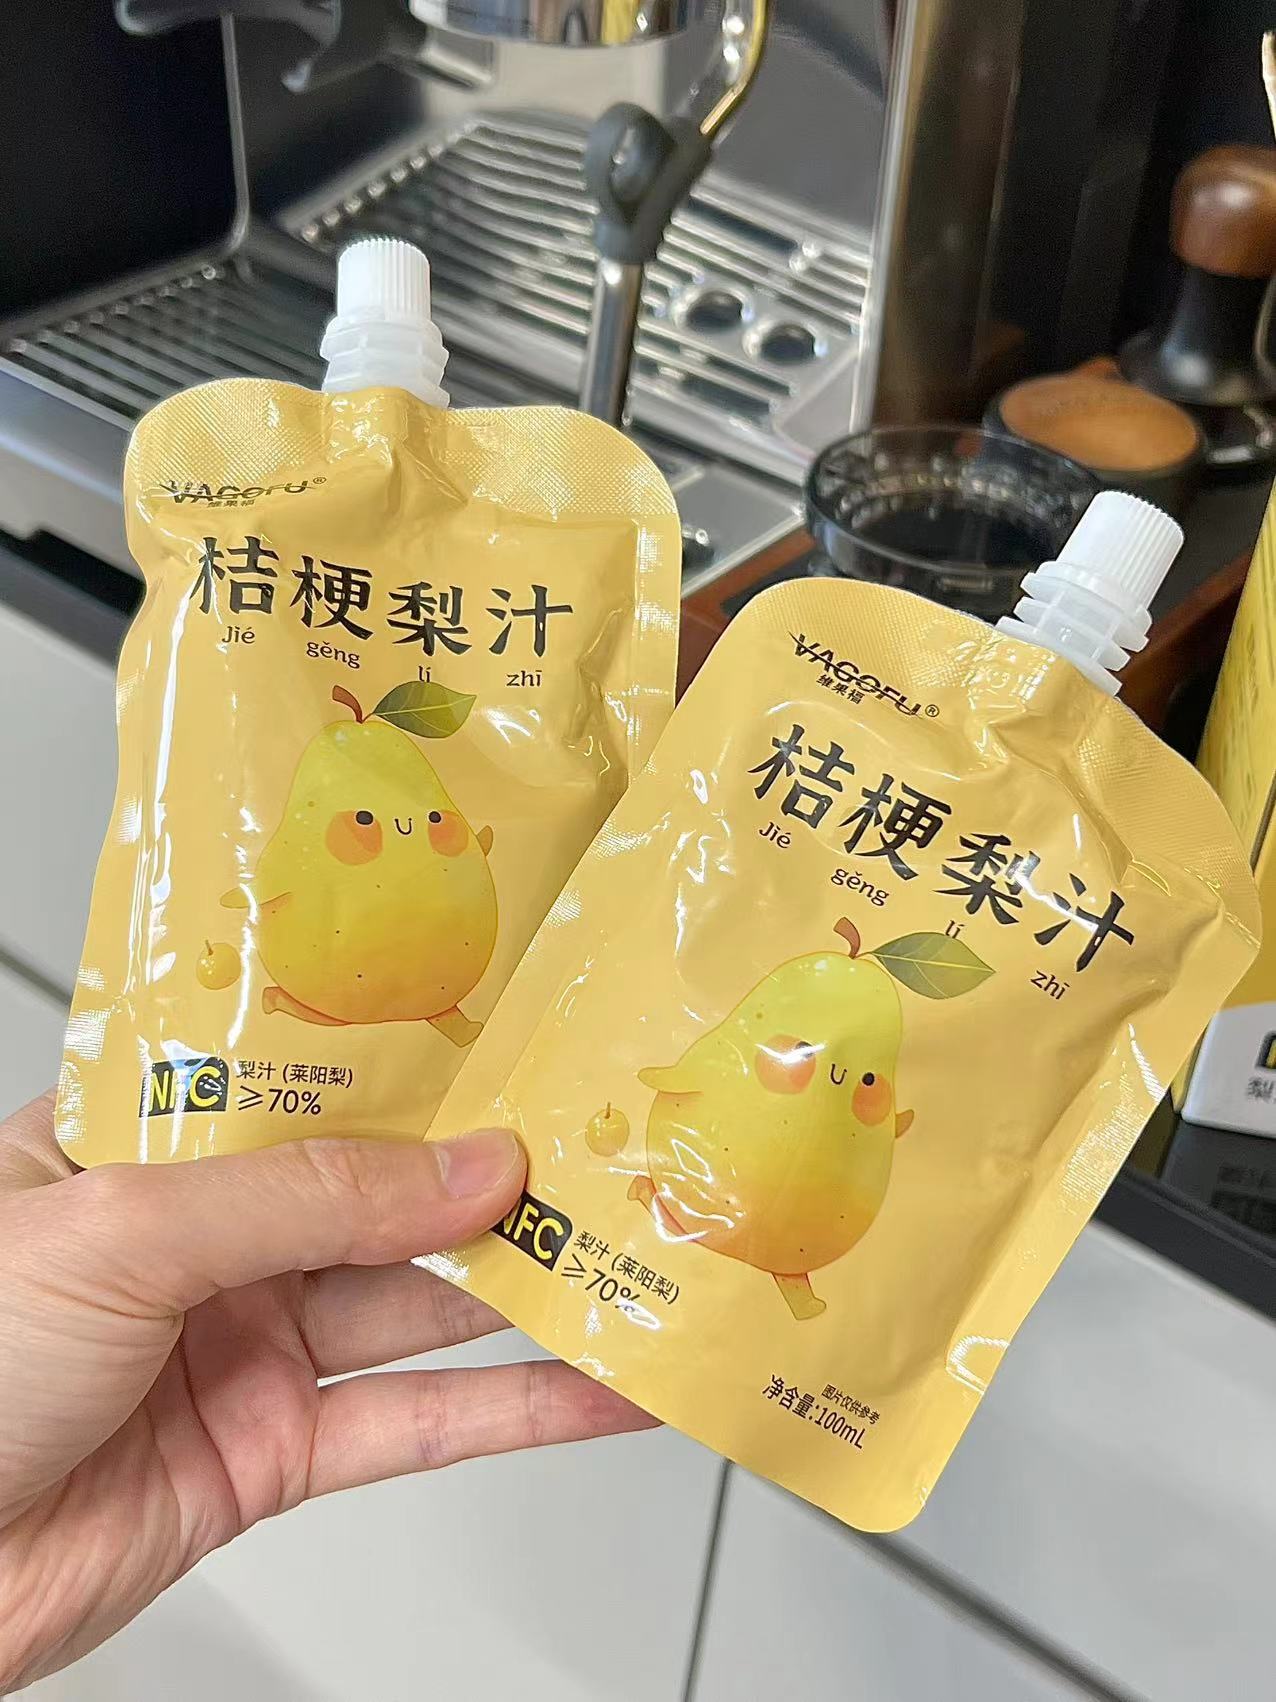 VAGOFU®
维果福
桔梗梨汁
Jié gěng lí zhī
NFC 梨汁 (莱阳梨)
≥70%
VAGOFU®
维果福
桔梗梨汁
Jié gěng lí zhī
NFC 梨汁 (莱阳梨)
≥70%
图片仅供参考
净含量:100mL
梨